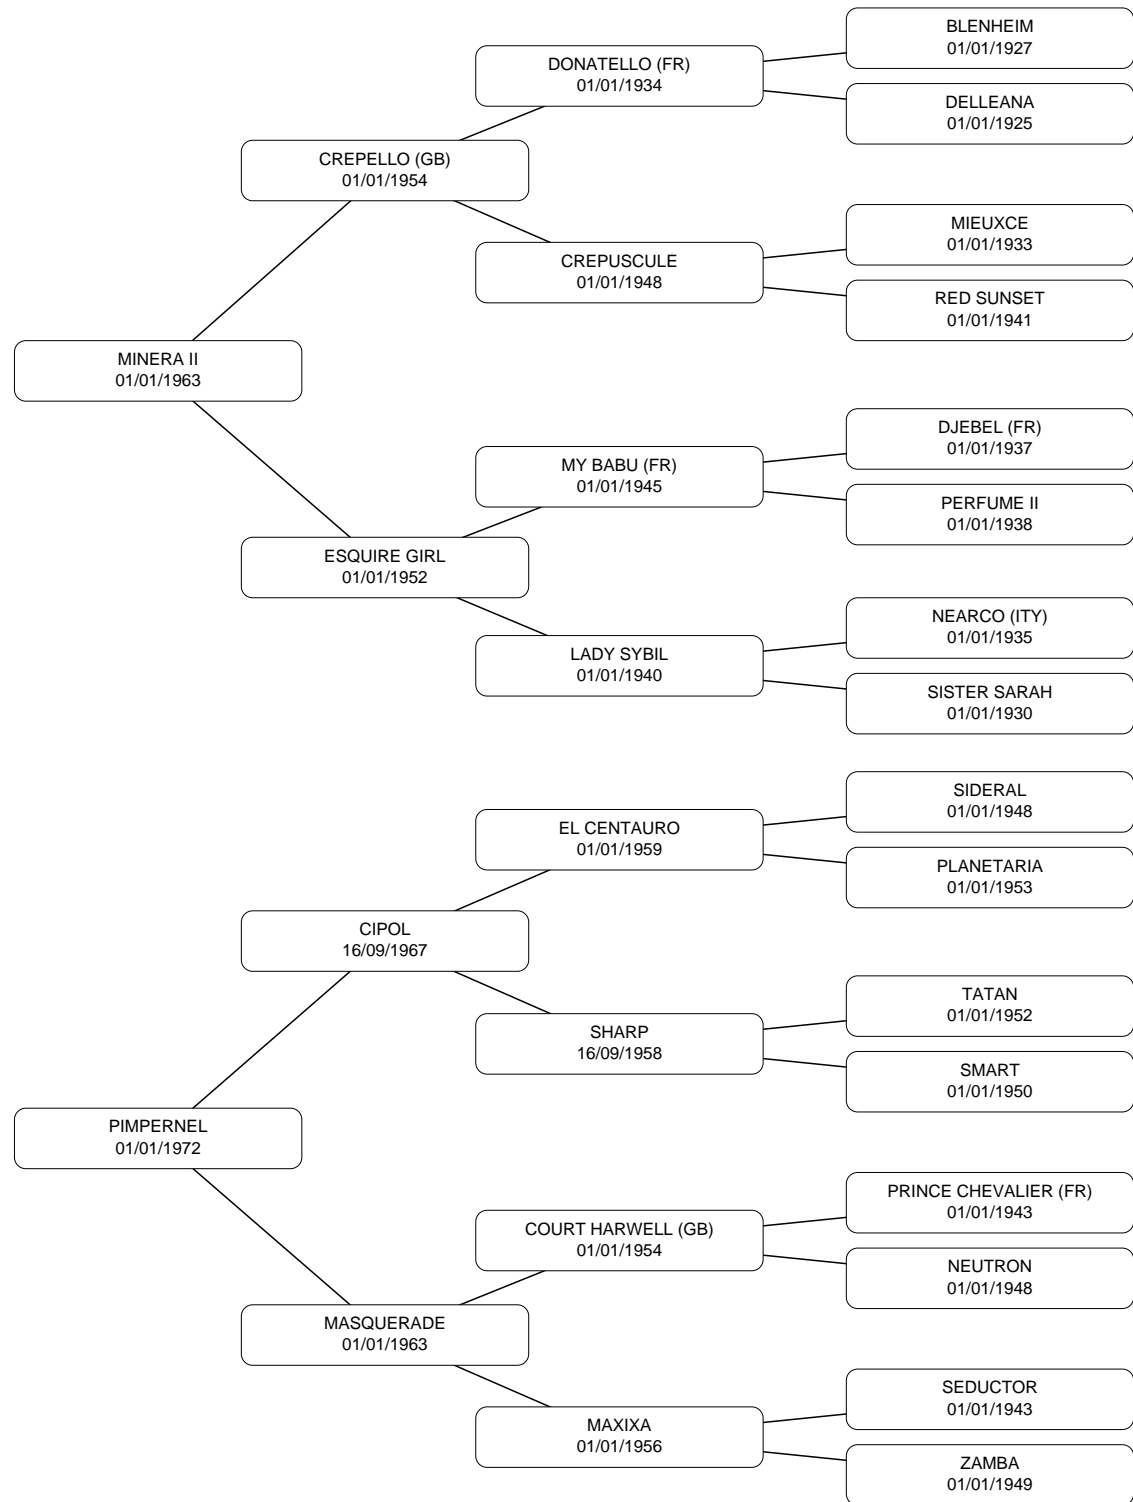 BLENHEIM
01/01/1927
DONATELLO (FR)
01/01/1934
DELLEANA
01/01/1925
CREPELLO (GB)
01/01/1954
MIEUXCE
01/01/1933
CREPUSCULE
01/01/1948
RED SUNSET
01/01/1941
MINERA II
01/01/1963
DJEBEL (FR)
01/01/1937
MY BABU (FR)
01/01/1945
PERFUME II
01/01/1938
ESQUIRE GIRL
01/01/1952
NEARCO (ITY)
01/01/1935
LADY SYBIL
01/01/1940
SISTER SARAH
01/01/1930
SIDERAL
01/01/1948
EL CENTAURO
01/01/1959
PLANETARIA
01/01/1953
CIPOL
16/09/1967
TATAN
01/01/1952
SHARP
16/09/1958
SMART
01/01/1950
PIMPERNEL
01/01/1972
PRINCE CHEVALIER (FR)
01/01/1943
COURT HARWELL (GB)
01/01/1954
NEUTRON
01/01/1948
MASQUERADE
01/01/1963
SEDUCTOR
01/01/1943
MAXIXA
01/01/1956
ZAMBA
01/01/1949